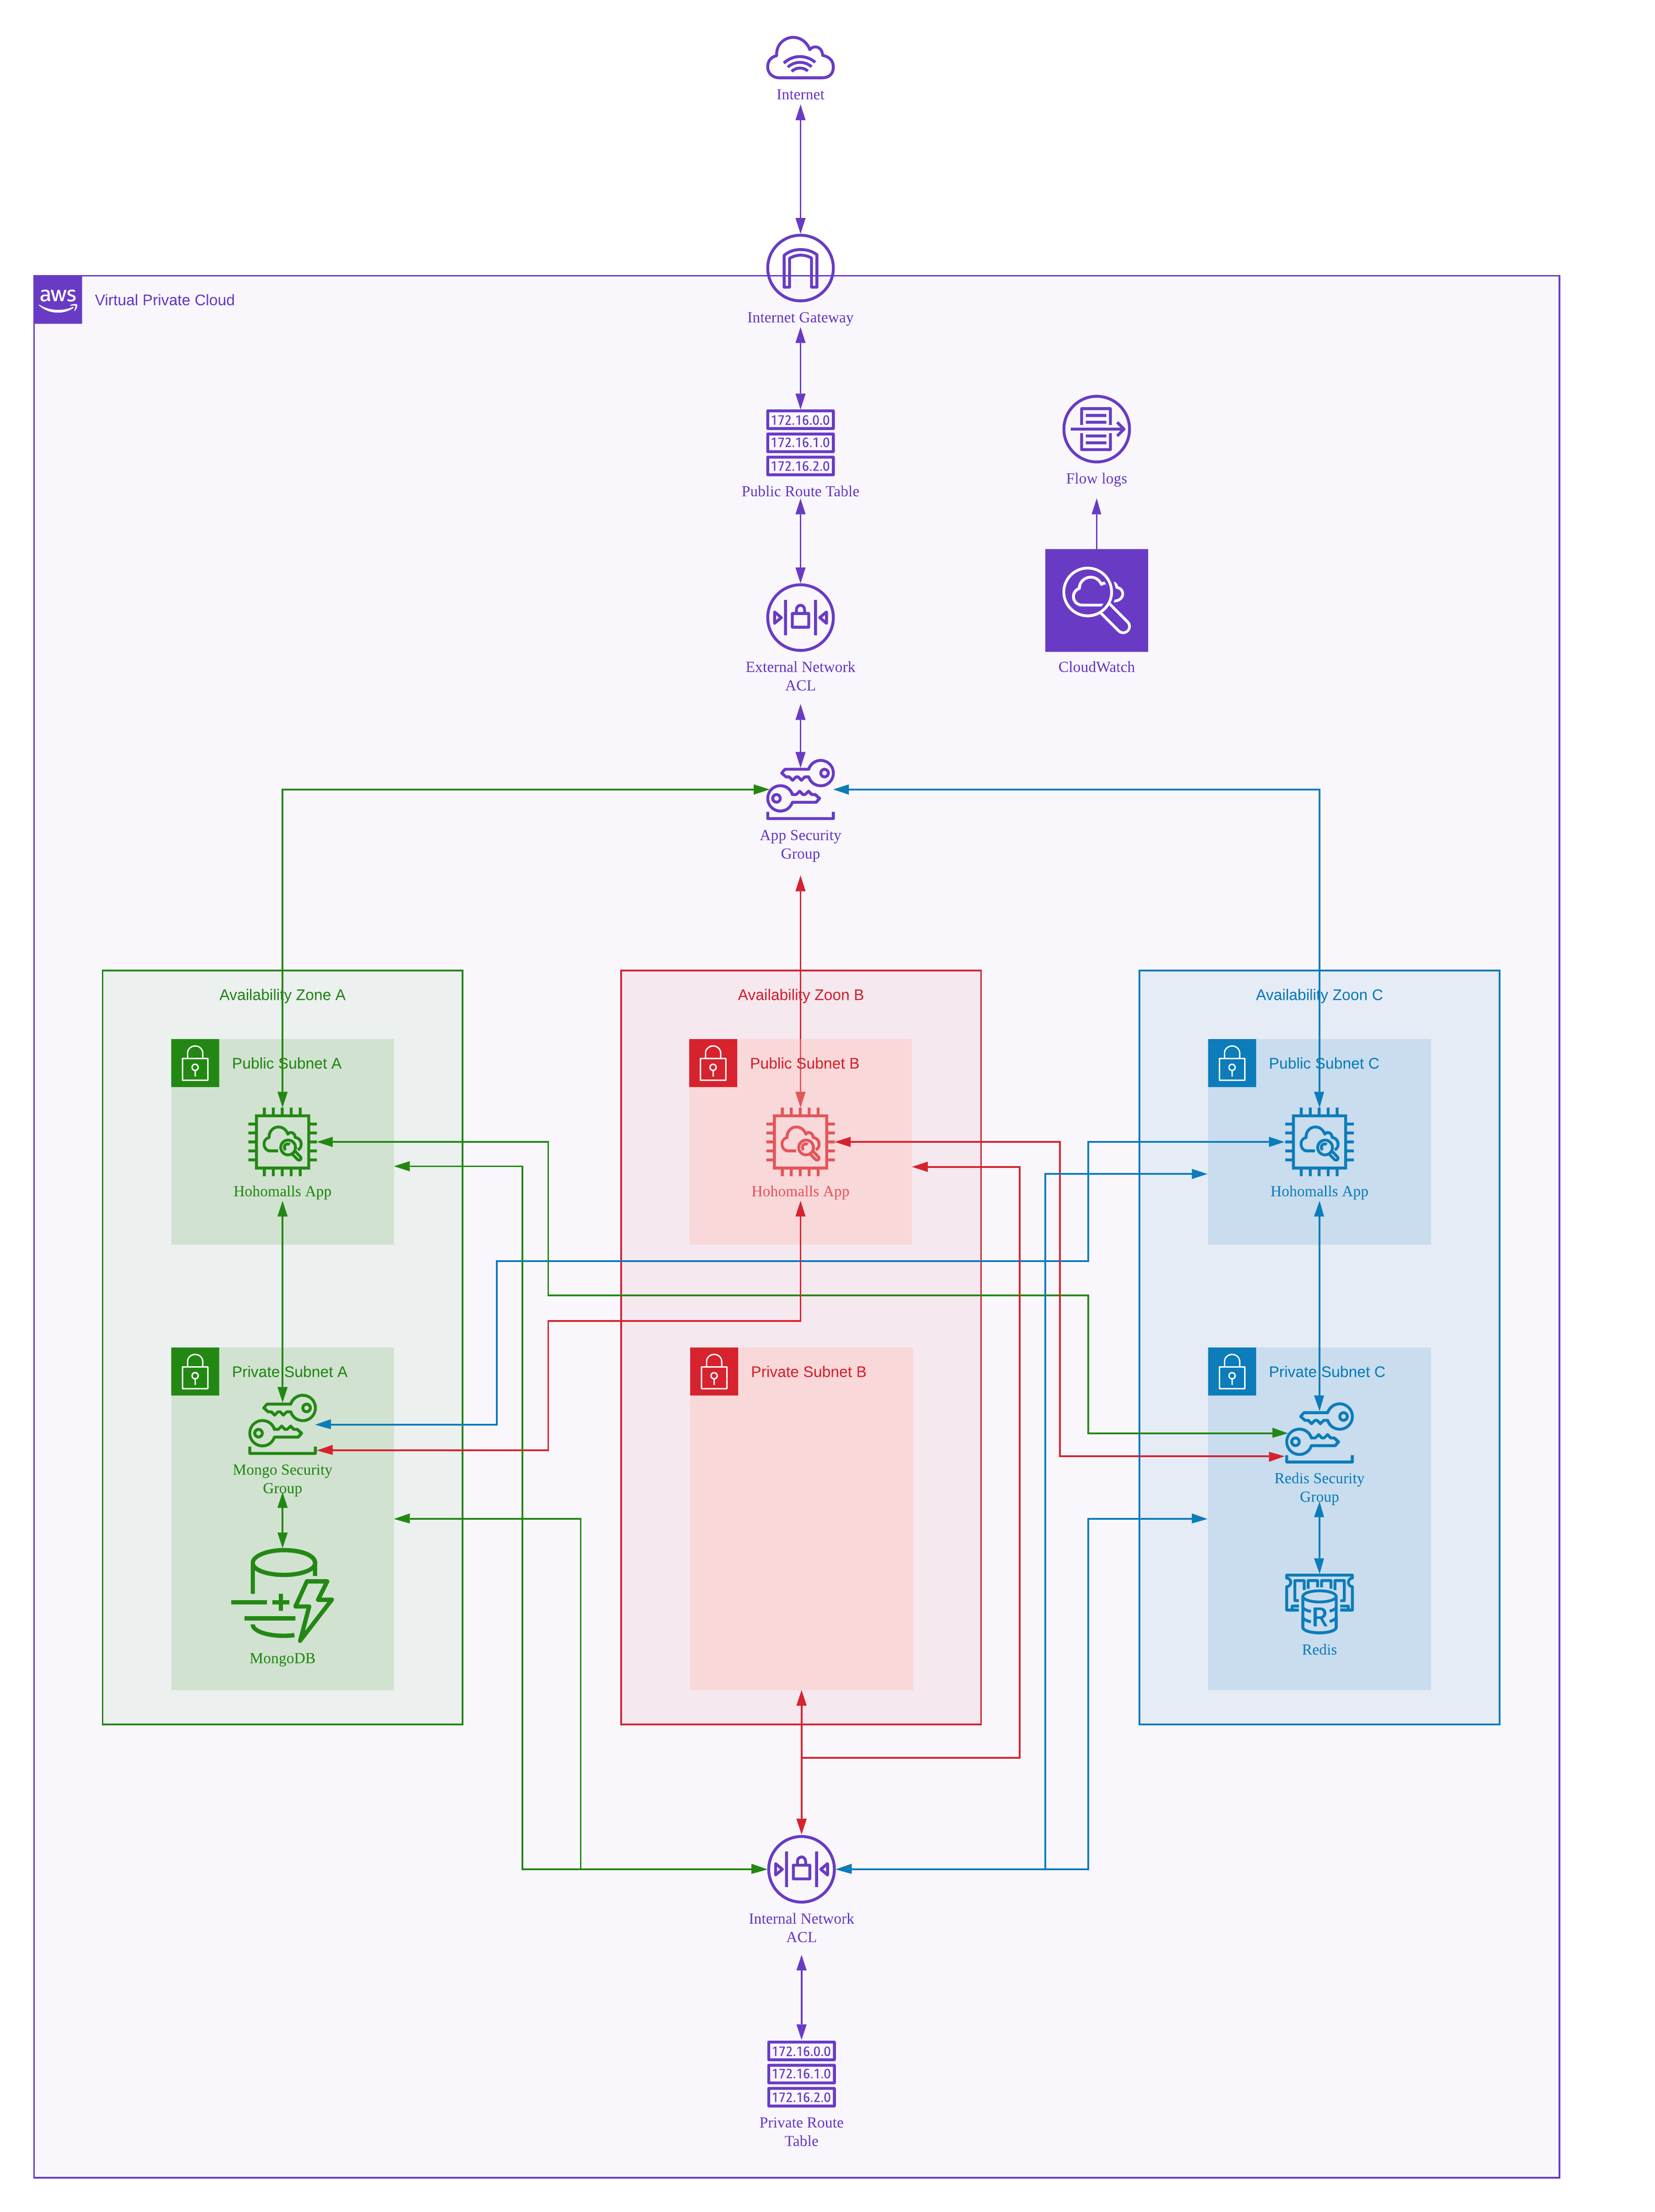 Internet
aws
Virtual Private Cloud
Internet Gateway
172.16.0.0
172.16.1.0
172.16.2.0
Public Route Table
Flow logs
External Network
ACL
CloudWatch
App Security
Group
Availability Zone A
Availability Zoon B
Availability Zoon C
Public Subnet A
Public Subnet B
Public Subnet C
Hohomalls App
Hohomalls App
Hohomalls App
Private Subnet A
Private Subnet B
Private Subnet C
Mongo Security
Group
Redis Security
Group
MongoDB
R
Redis
Internal Network
ACL
172.16.0.0
172.16.1.0
172.16.2.0
Private Route
Table